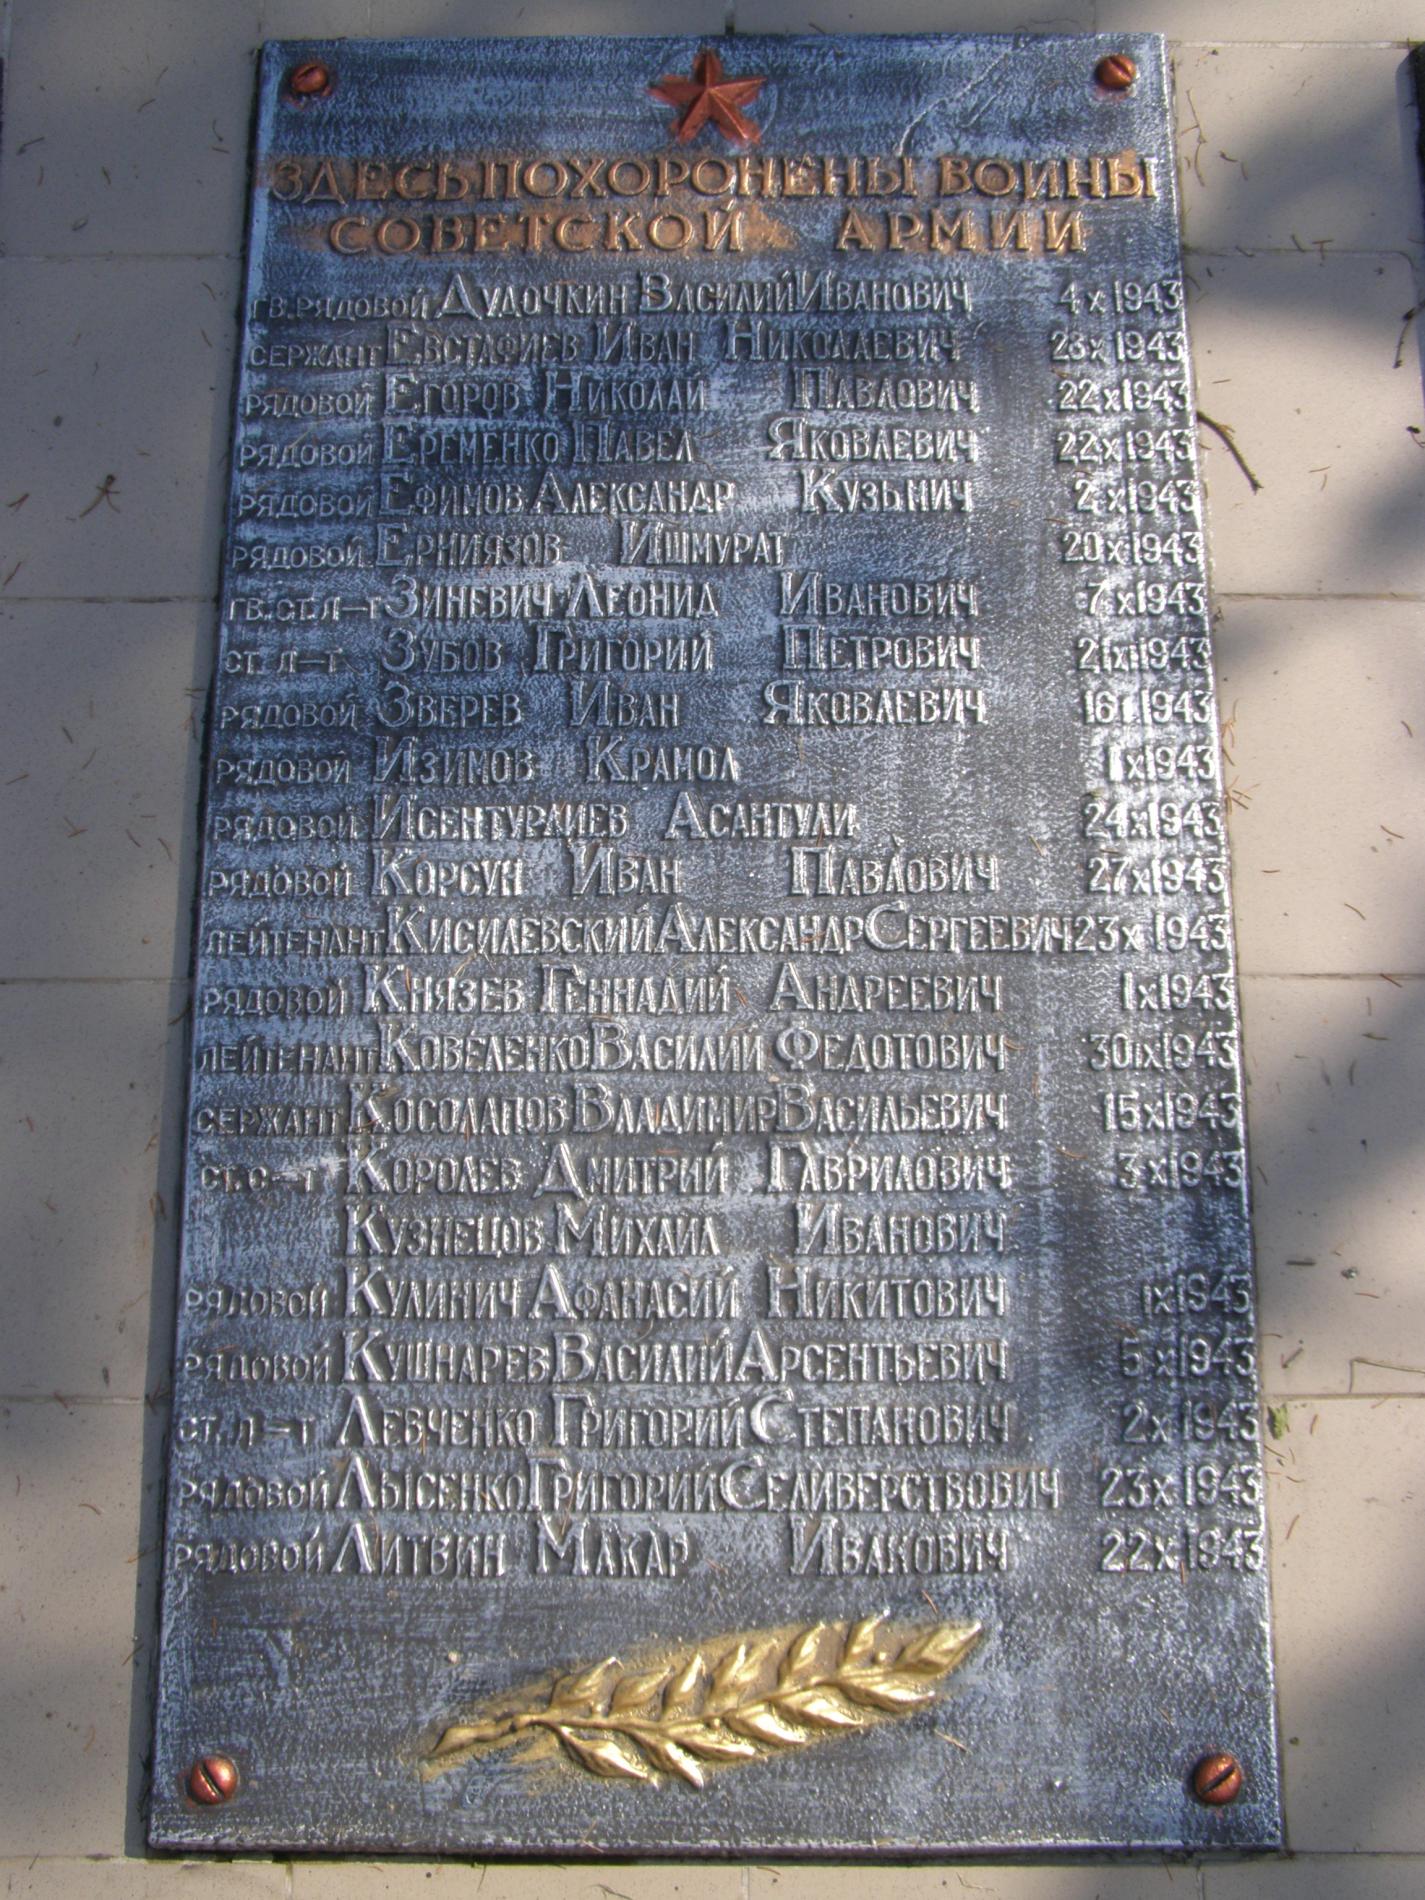 ЗДЕСЬ ПОХОРОНЕНЫ ВОИНЫ
СОВЕТСКОЙ АРМИИ
ГВ. РЯДОВОЙ ДУДОЧКИН ВАСИЛИЙ ИВАНОВИЧ 4 X 1943
СЕРЖАНТ ЕВСТАФИЕВ ИВАН НИКОЛАЕВИЧ 28 X 1943
РЯДОВОЙ ЕГОРОВ НИКОЛАЙ ПАВЛОВИЧ 22 X 1943
РЯДОВОЙ ЕРЕМЕНКО ПАВЕЛ ЯКОВЛЕВИЧ 22 X 1943
РЯДОВОЙ ЕФИМОВ АЛЕКСАНДР КУЗЬМИЧ 2 X 1943
РЯДОВОЙ ЕРНИЯЗОВ ИШМУРАТ 20 X 1943
ГВ. СТ. Л-Т ЗИНЕВИЧ ЛЕОНИД ИВАНОВИЧ 7 X 1943
СТ. Л-Т ЗУБОВ ГРИГОРИЙ ПЕТРОВИЧ 1943
РЯДОВОЙ ЗВЕРЕВ ИВАН ЯКОВЛЕВИЧ 1943
РЯДОВОЙ ИЗИМОВ КРАМОЛ 1 X 1943
РЯДОВОЙ ИСЕНТУРЛИЕВ АСАНТУЛИ 24 X 1943
РЯДОВОЙ КОРСУН ИВАН ПАВЛОВИЧ 27 X 1943
ЛЕЙТЕНАНТ КИСИЛЕВСКИЙ АЛЕКСАНДР СЕРГЕЕВИЧ 23 X 1943
РЯДОВОЙ КНЯЗЕВ ГЕННАДИЙ АНДРЕЕВИЧ 1 X 1943
ЛЕЙТЕНАНТ КОВЕЛЕНКО ВАСИЛИЙ ФЕДОТОВИЧ 30 IX 1943
СЕРЖАНТ КОСОЛАПОВ ВЛАДИМИР ВАСИЛЬЕВИЧ 15 X 1943
СТ. С-Т КОРОЛЕВ ДМИТРИЙ ГАВРИЛОВИЧ 3 X 1943
КУЗНЕЦОВ МИХАИЛ ИВАНОВИЧ
РЯДОВОЙ КУЛИНИЧ АФАНАСИЙ НИКИТОВИЧ 1 X 1943
РЯДОВОЙ КУШНАРЕВ ВАСИЛИЙ АРСЕНТЬЕВИЧ 5 X 1943
СТ. Л-Т ЛЕВЧЕНКО ГРИГОРИЙ СТЕПАНОВИЧ 2 X 1943
РЯДОВОЙ ЛЫСЕНКО ГРИГОРИЙ СЕЛИВЕРСТВОВИЧ 23 X 1943
РЯДОВОЙ ЛИТВИН МАКАР ИВАКОВИЧ 22 X 1943